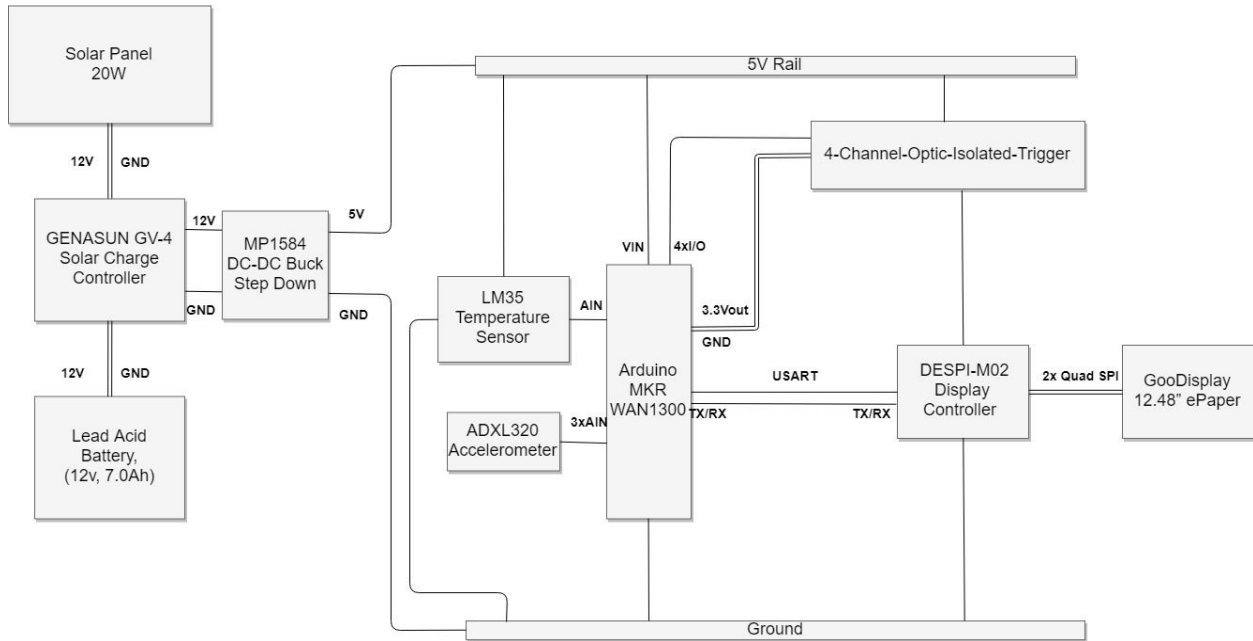 Solar Panel
20W
12V
GND
GENASUN GV-4
Solar Charge
Controller
12V
GND
MP1584
DC-DC Buck
Step Down
5V
GND
12V
GND
Lead Acid
Battery,
(12v, 7.0Ah)
5V Rail
4-Channel-Optic-Isolated-Trigger
VIN
4xI/O
LM35
Temperature
Sensor
AIN
3.3Vout
GND
Arduino
MKR
WAN1300
ADXL320
Accelerometer
3xAIN
USART
TX/RX
TX/RX
DESPI-M02
Display
Controller
2x Quad SPI
GooDisplay
12.48” ePaper
Ground